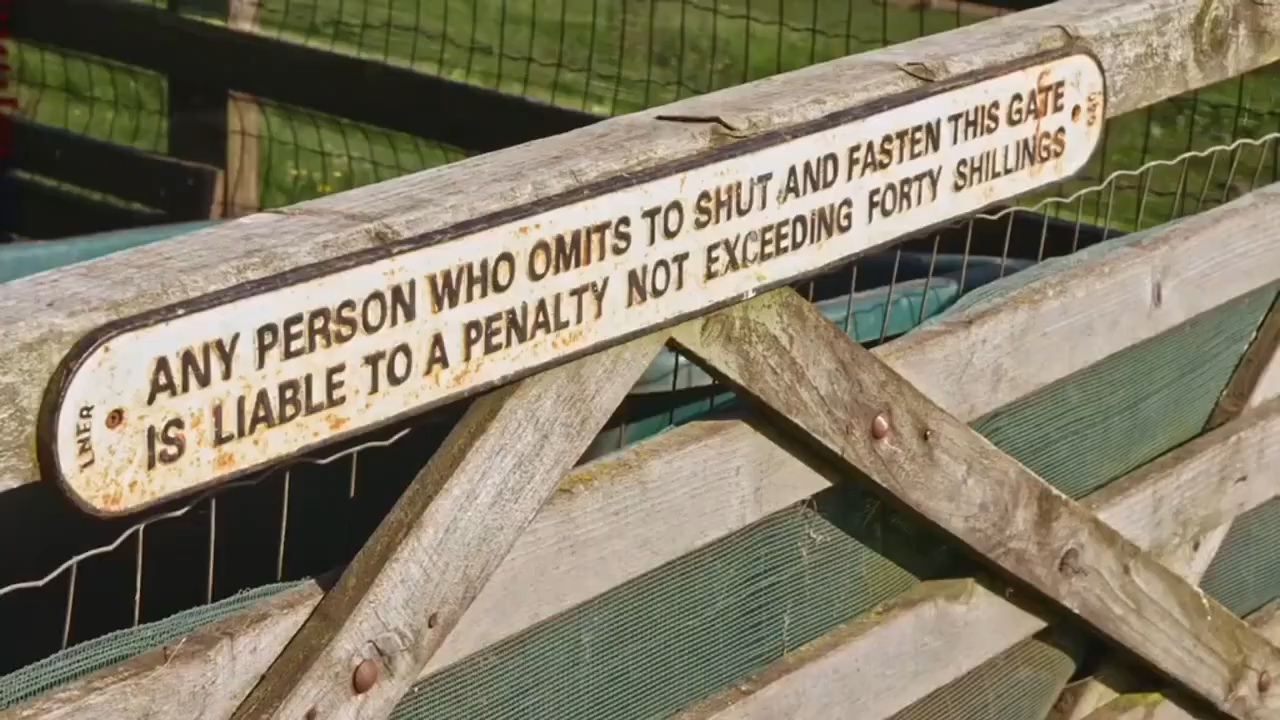 ANY PERSON WHO OMITS TO SHUT AND FASTEN THIS GATE
IS LIABLE TO A PENALTY NOT EXCEEDING FORTY SHILLINGS
LNER